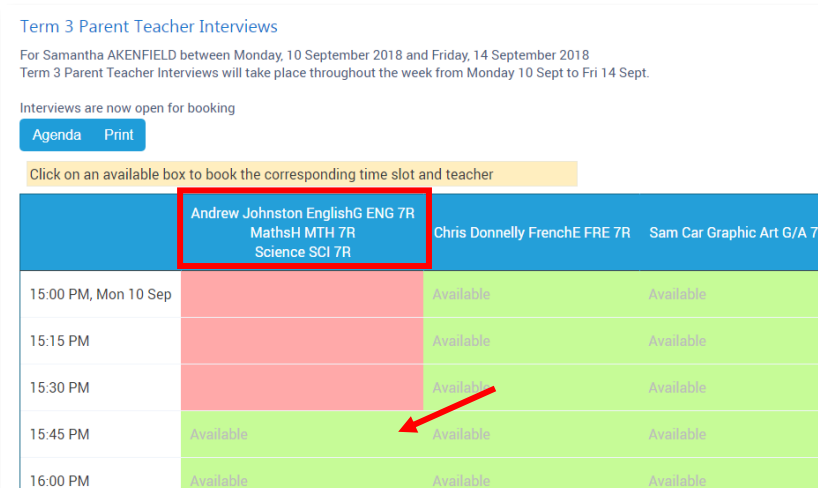 Term 3 Parent Teacher Interviews
For Samantha AKENFIELD between Monday, 10 September 2018 and Friday, 14 September 2018
Term 3 Parent Teacher Interviews will take place throughout the week from Monday 10 Sept to Fri 14 Sept.
Interviews are now open for booking
Agenda Print
Click on an available box to book the corresponding time slot and teacher
Andrew Johnston EnglishG ENG 7R
MathsH MTH 7R
Science SCI 7R
Chris Donnelly FrenchE FRE 7R
Sam Car Graphic Art G/A 7
15:00 PM, Mon 10 Sep Available Available
15:15 PM Available Available
15:30 PM Available Available
15:45 PM Available Available Available
16:00 PM Available Available Available